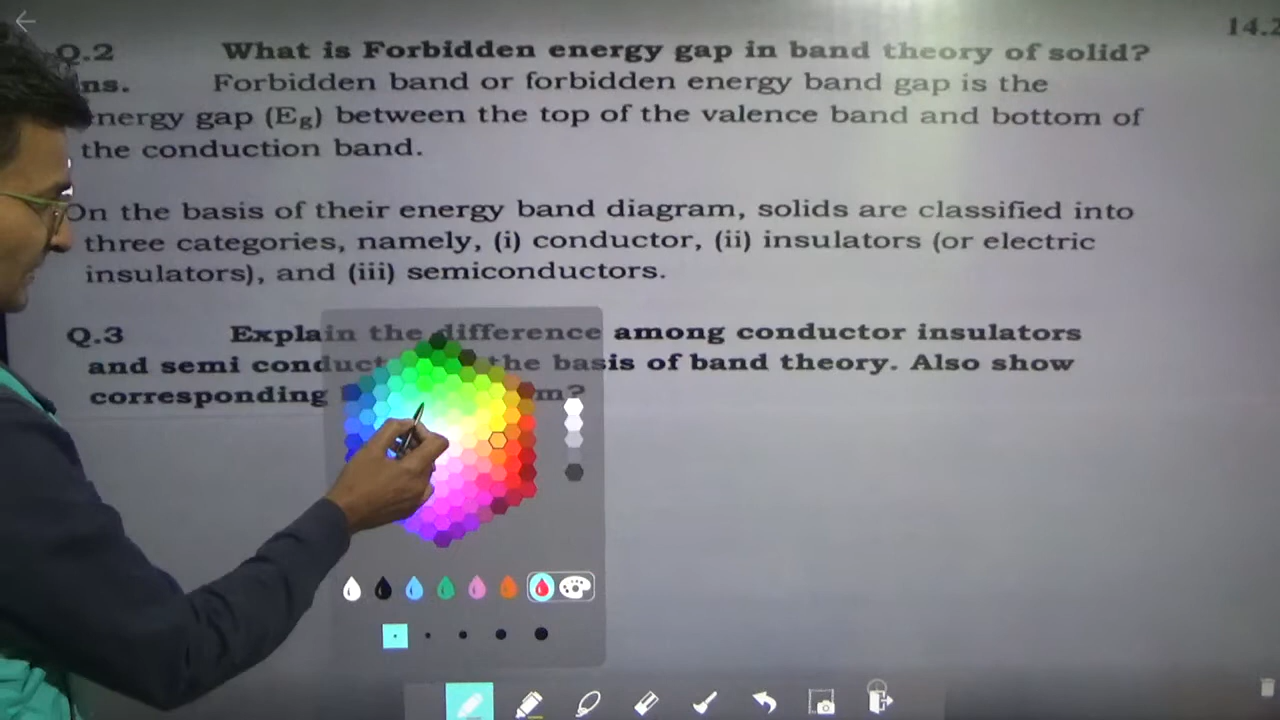 14.2
Q.2 What is Forbidden energy gap in band theory of solid?
ns. Forbidden band or forbidden energy band gap is the
nergy gap (Eg) between the top of the valence band and bottom of
the conduction band.
On the basis of their energy band diagram, solids are classified into
three categories, namely, (i) conductor, (ii) insulators (or electric
insulators), and (iii) semiconductors.
Q.3 Explain the difference among conductor insulators
and semi conduct the basis of band theory. Also show
corresponding m?